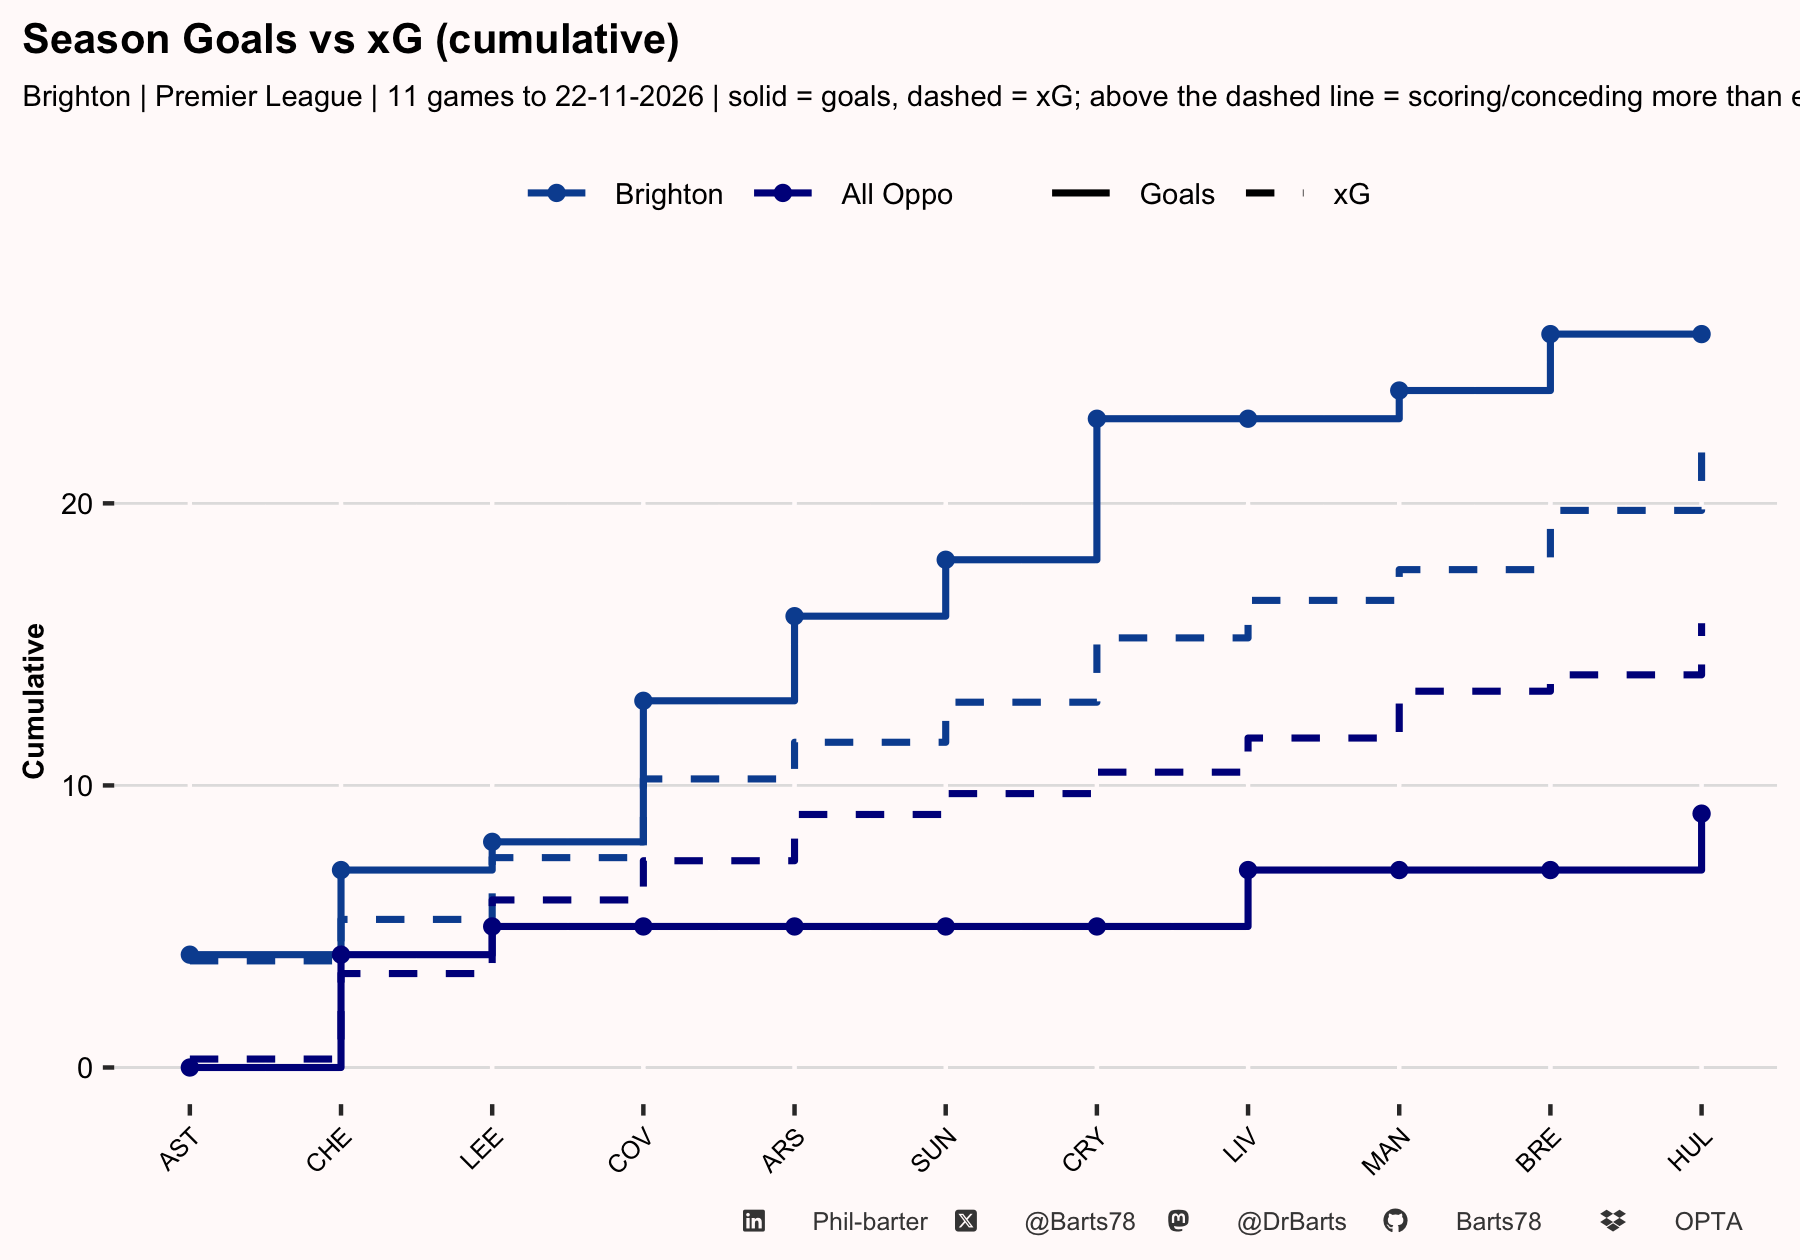 Season Goals vs xG (cumulative)
Brighton | Premier League | 11 games to 22-11-2026 | solid = goals, dashed = xG; above the dashed line = scoring/conceding more than e
Brighton All Oppo Goals xG
Cumulative
20
10
0
AST CHE LEE COV ARS SUN CRY LIV MAN BRE HUL
Phil-barter @Barts78 @DrBarts Barts78 OPTA